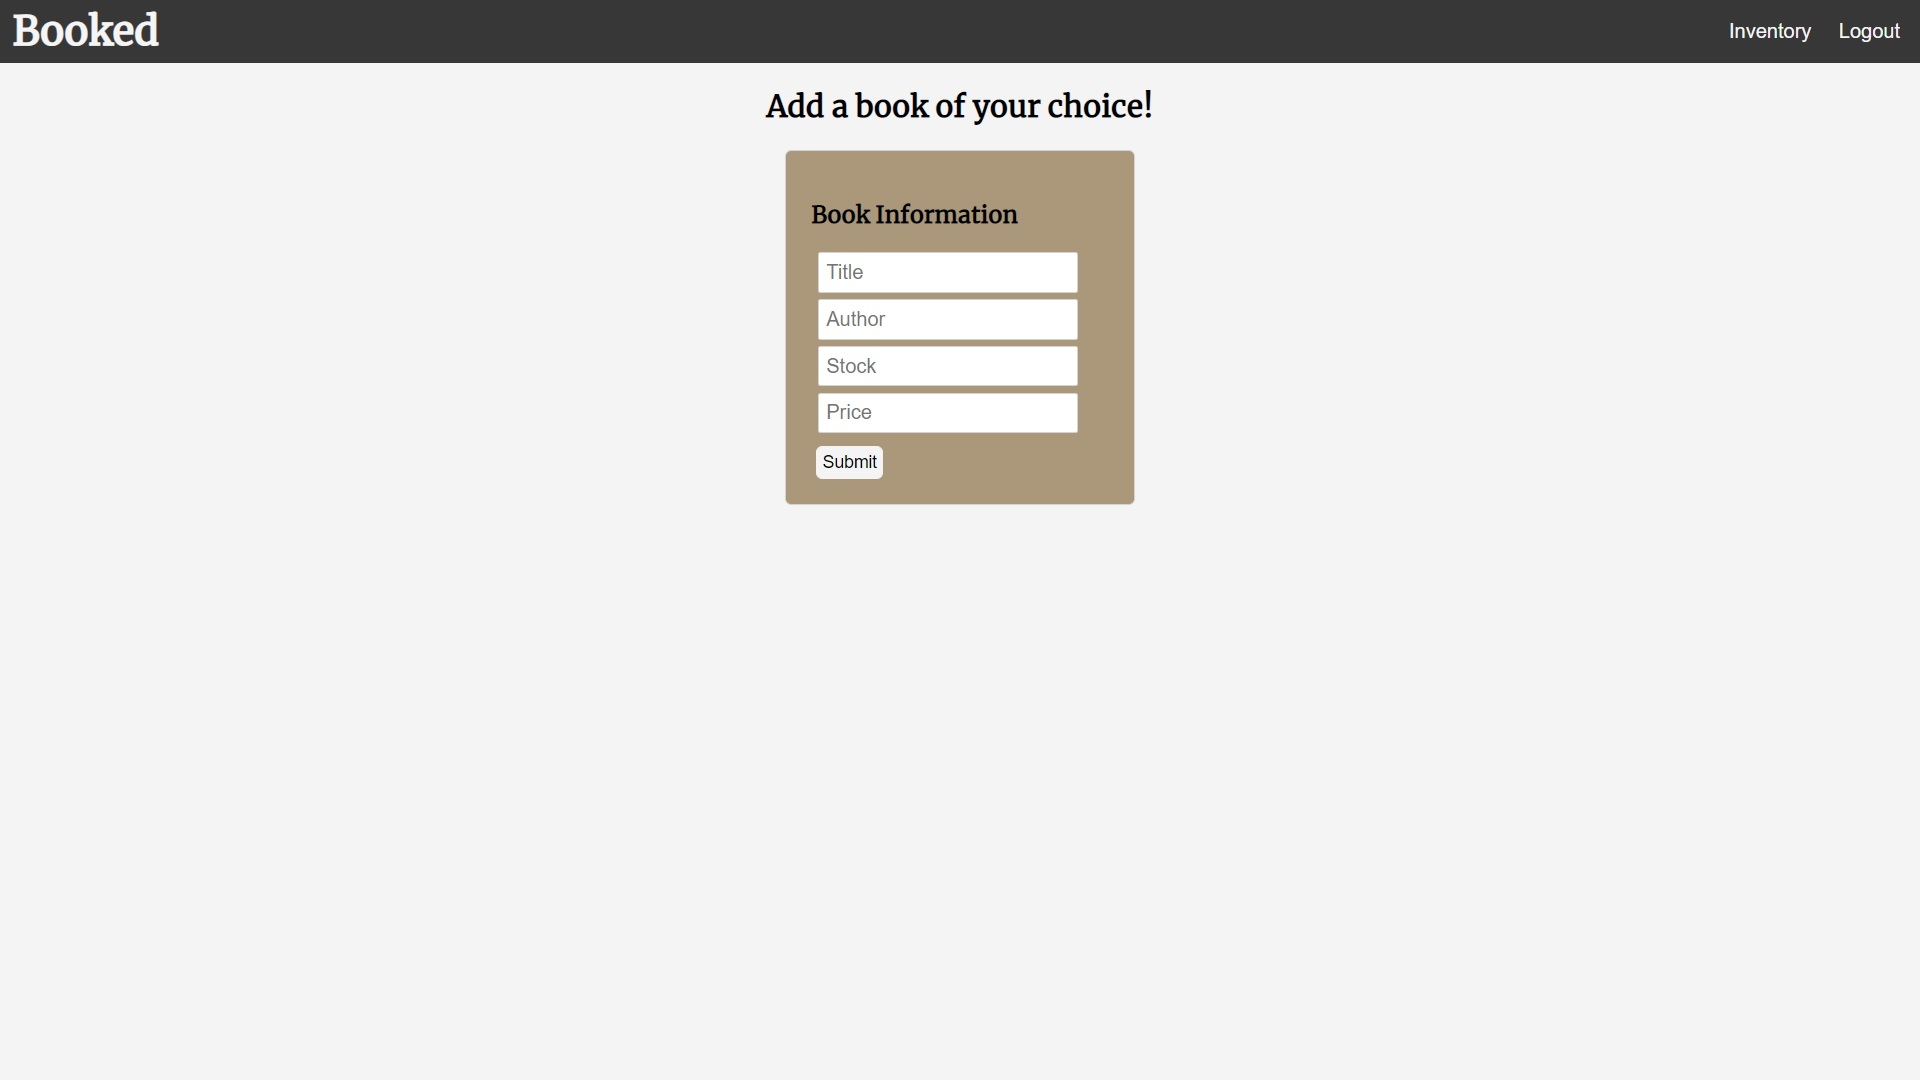 Booked
Inventory Logout
Add a book of your choice!
Book Information
Title
Author
Stock
Price
Submit